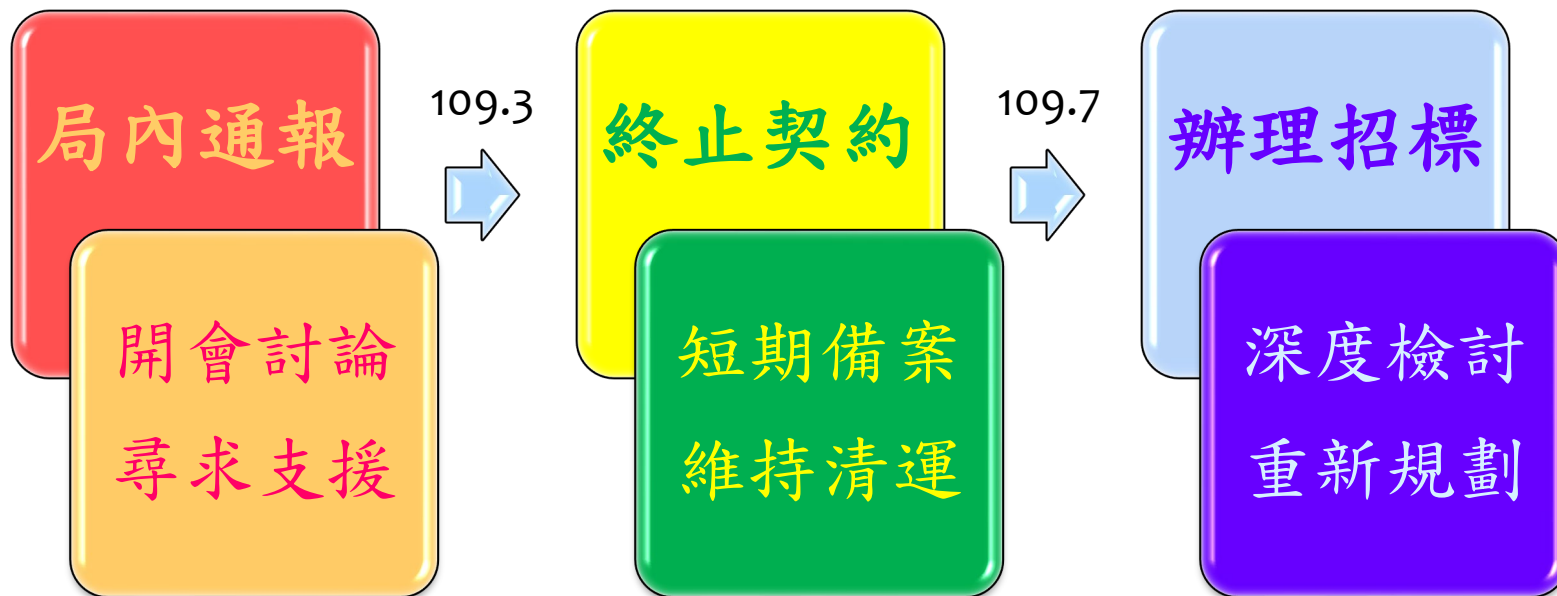 局內通報
開會討論
尋求支援
109.3
終止契約
短期備案
維持清運
109.7
辦理招標
深度檢討
重新規劃